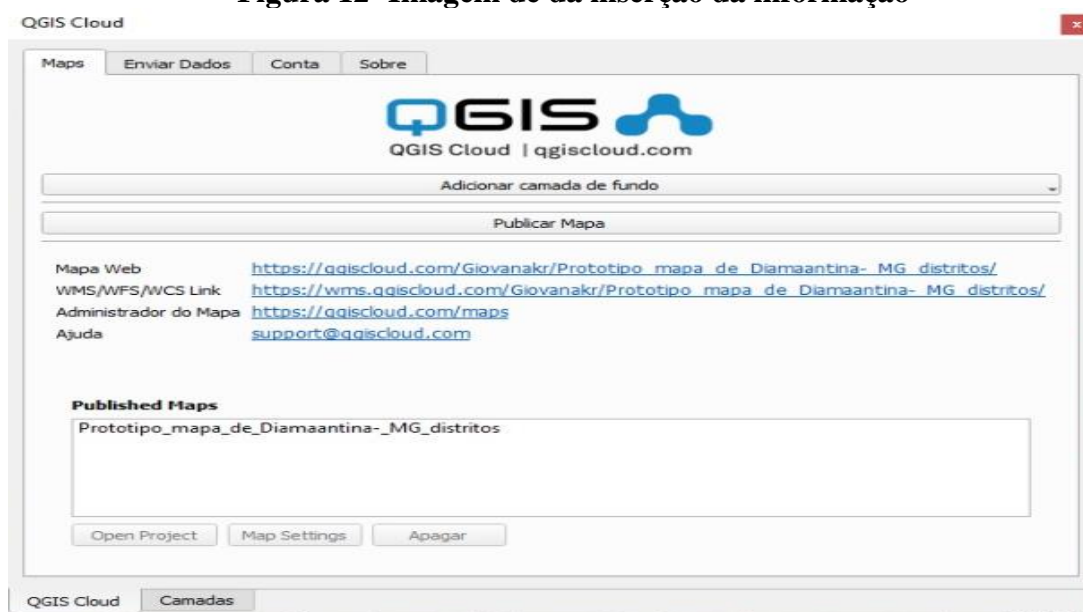 Figura 12- Imagem de da inserção da informação
QGIS Cloud
Maps Enviar Dados Conta Sobre
QGIS
QGIS Cloud | qgiscloud.com
Adicionar camada de fundo
Publicar Mapa
Mapa Web https://qgiscloud.com/Giovanakr/Prototipo_mapa_de_Diamaantina-_MG_distritos/
WMS/WFS/WCS Link https://wms.qgiscloud.com/Giovanakr/Prototipo_mapa_de_Diamaantina-_MG_distritos/
Administrador do Mapa https://qgiscloud.com/maps
Ajuda support@qgiscloud.com
Published Maps
Prototipo_mapa_de_Diamaantina-_MG_distritos
Open Project Map Settings Apagar
QGIS Cloud Camadas